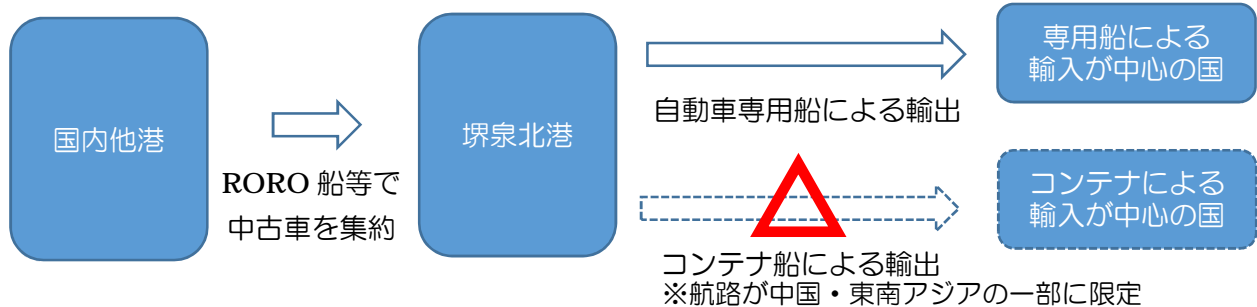 国内他港
RORO 船等で
中古車を集約
堺泉北港
自動車専用船による輸出
専用船による
輸入が中心の国
コンテナ船による輸出
※航路が中国・東南アジアの一部に限定
コンテナによる
輸入が中心の国